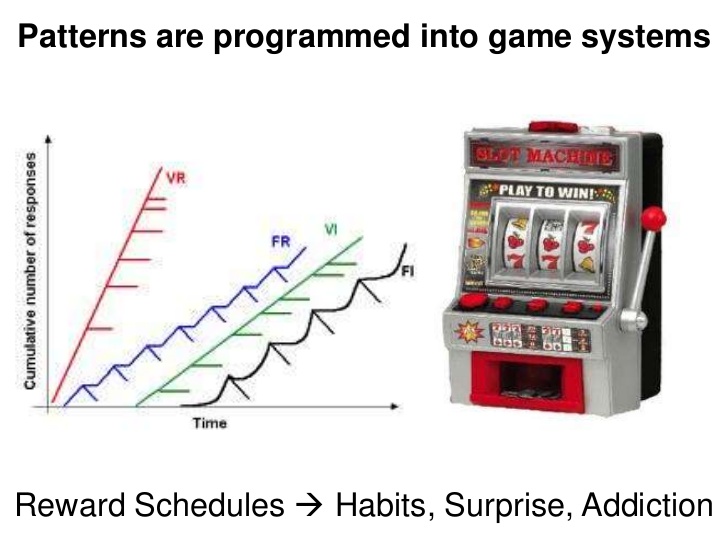 Patterns are programmed into game systems
Cumulative number of responses
VR
FR
VI
FI
Time
SLOT MACHINE
PLAY TO WIN!
Reward Schedules → Habits, Surprise, Addiction